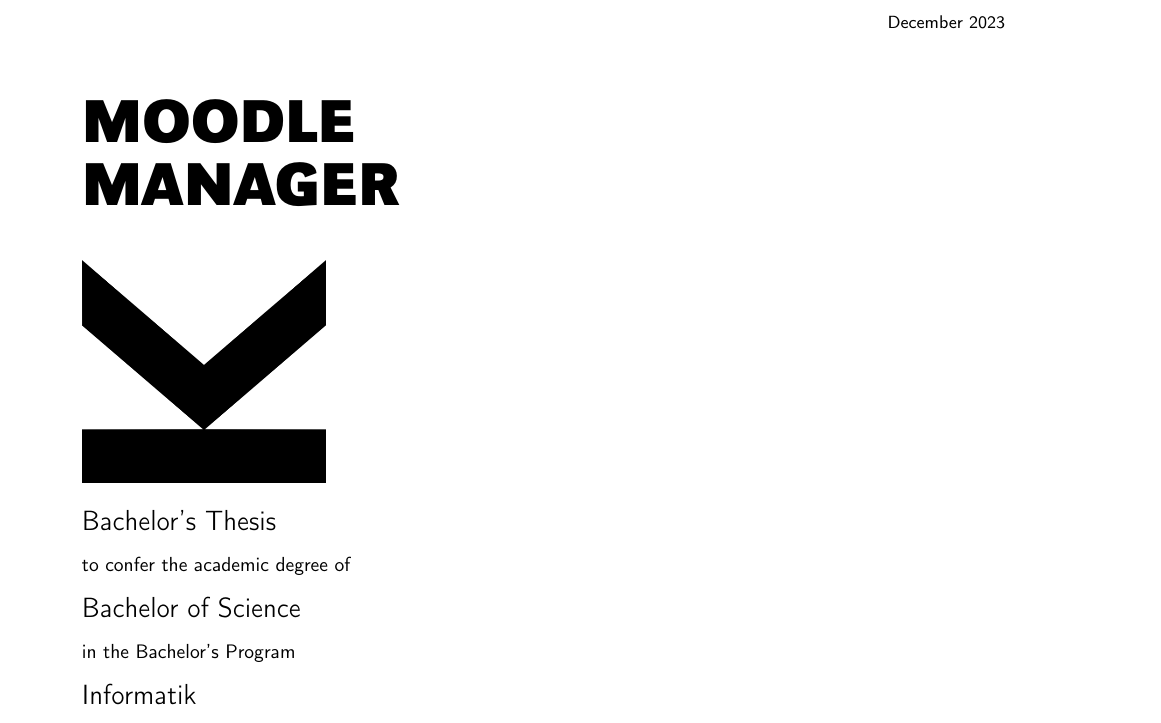 December 2023
MOODLE
MANAGER
Bachelor's Thesis
to confer the academic degree of
Bachelor of Science
in the Bachelor's Program
Informatik